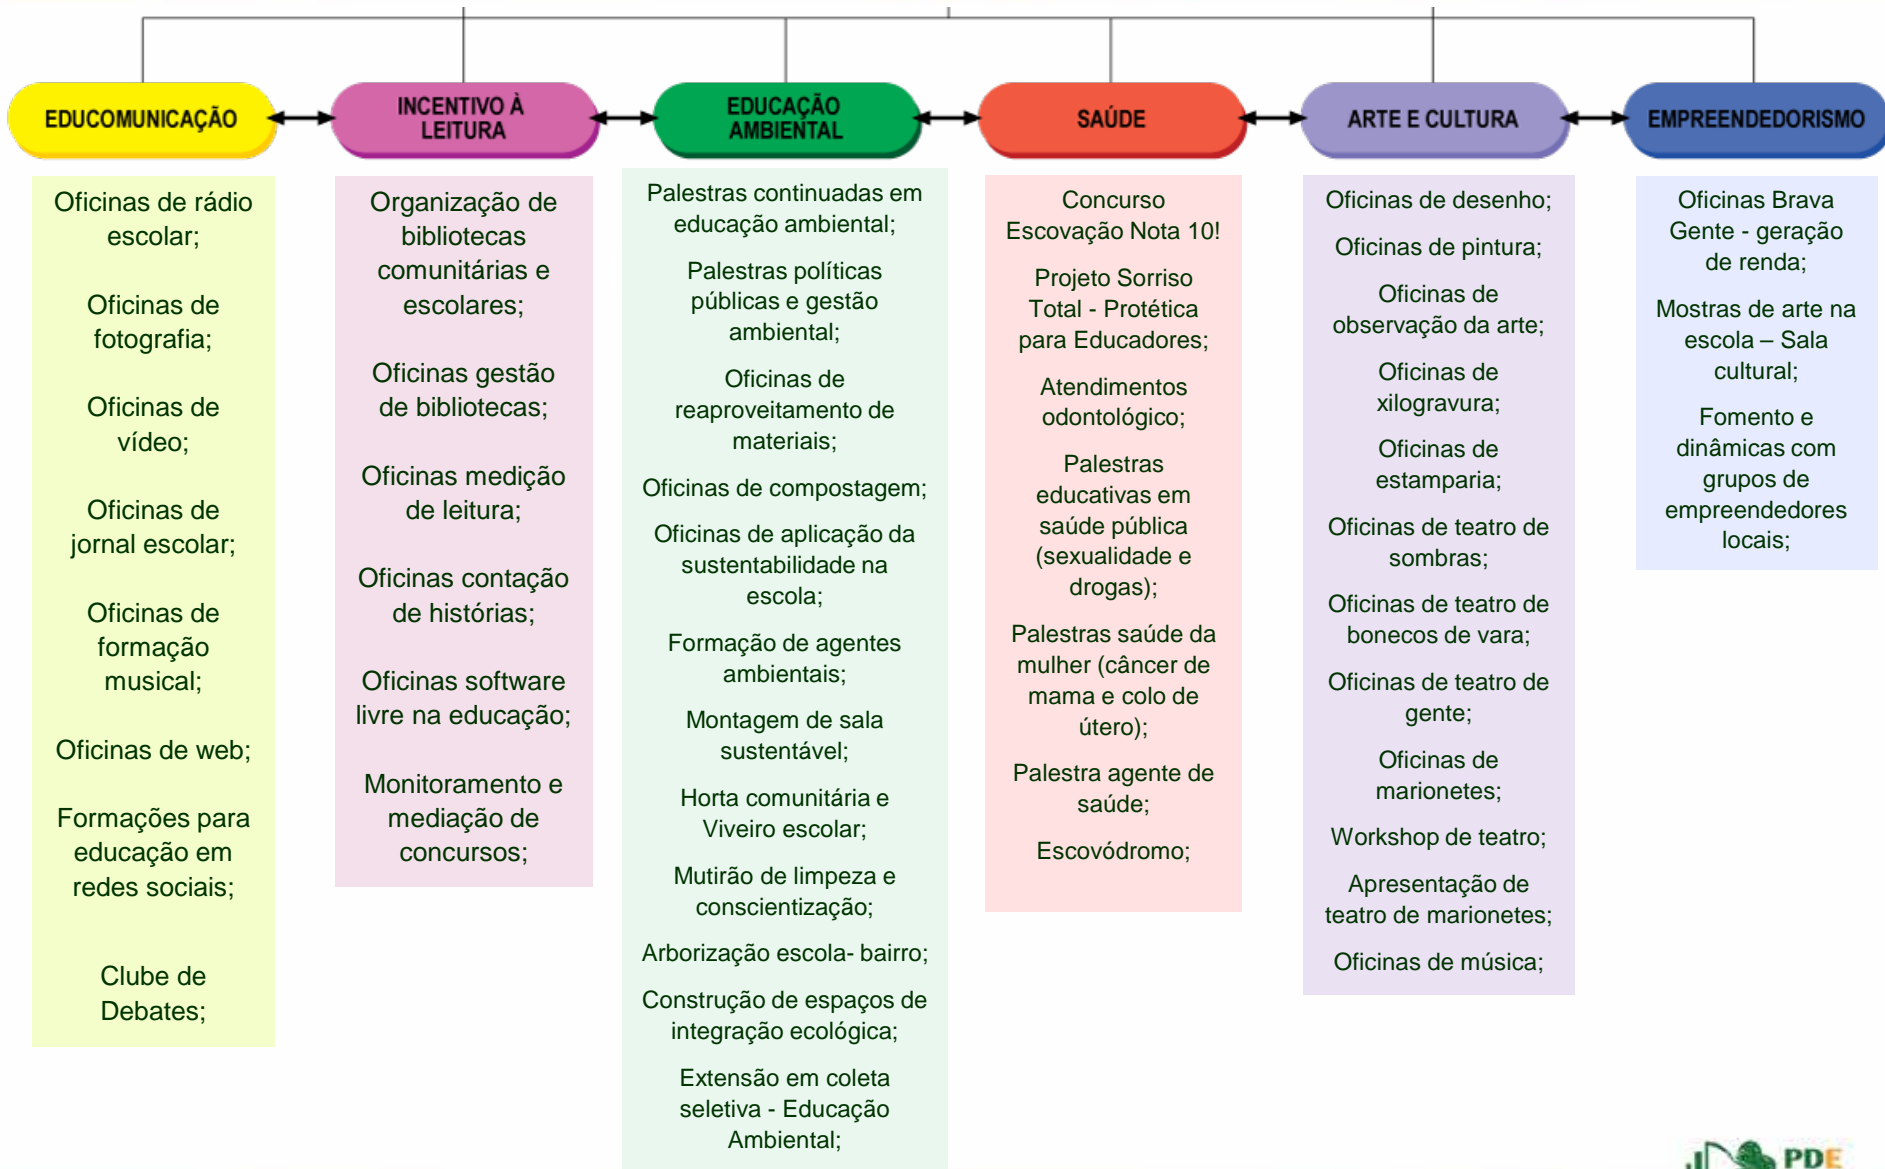 EDUCOMUNICAÇÃO
INCENTIVO À
LEITURA
EDUCAÇÃO
AMBIENTAL
SAÚDE
ARTE E CULTURA
EMPREENDEDORISMO
Oficinas de rádio
escolar;
Oficinas de
fotografia;
Oficinas de
vídeo;
Oficinas de
jornal escolar;
Oficinas de
formação
musical;
Oficinas de web;
Formações para
educação em
redes sociais;
Clube de
Debates;
Organização de
bibliotecas
comunitárias e
escolares;
Oficinas gestão
de bibliotecas;
Oficinas medição
de leitura;
Oficinas contação
de histórias;
Oficinas software
livre na educação;
Monitoramento e
mediação de
concursos;
Palestras continuadas em
educação ambiental;
Palestras políticas
públicas e gestão
ambiental;
Oficinas de
reaproveitamento de
materiais;
Oficinas de compostagem;
Oficinas de aplicação da
sustentabilidade na
escola;
Formação de agentes
ambientais;
Montagem de sala
sustentável;
Horta comunitária e
Viveiro escolar;
Mutirão de limpeza e
conscientização;
Arborização escola- bairro;
Construção de espaços de
integração ecológica;
Extensão em coleta
seletiva - Educação
Ambiental;
Concurso
Escovação Nota 10!
Projeto Sorriso
Total - Protética
para Educadores;
Atendimentos
odontológico;
Palestras
educativas em
saúde pública
(sexualidade e
drogas);
Palestras saúde da
mulher (câncer de
mama e colo de
útero);
Palestra agente de
saúde;
Escovódromo;
Oficinas de desenho;
Oficinas de pintura;
Oficinas de
observação da arte;
Oficinas de
xilogravura;
Oficinas de
estamparia;
Oficinas de teatro de
sombras;
Oficinas de teatro de
bonecos de vara;
Oficinas de teatro de
gente;
Oficinas de
marionetes;
Workshop de teatro;
Apresentação de
teatro de marionetes;
Oficinas de música;
Oficinas Brava
Gente - geração
de renda;
Mostras de arte na
escola – Sala
cultural;
Fomento e
dinâmicas com
grupos de
empreendedores
locais;
PDE